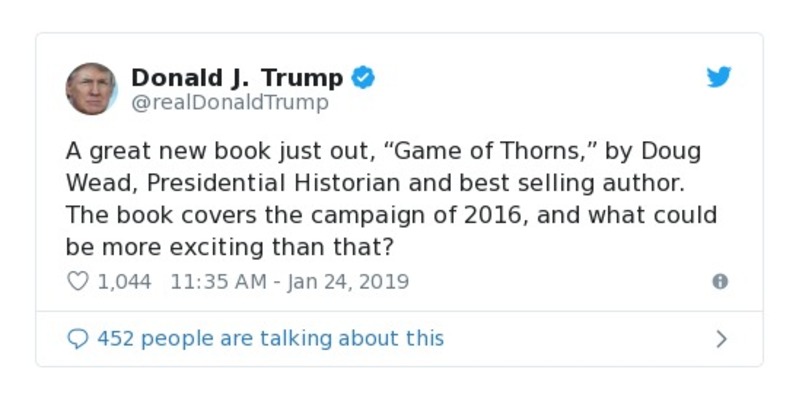 Donald J. Trump
@realDonaldTrump
A great new book just out, “Game of Thorns,” by Doug
Wead, Presidential Historian and best selling author.
The book covers the campaign of 2016, and what could
be more exciting than that?
1,044 11:35 AM - Jan 24, 2019
452 people are talking about this